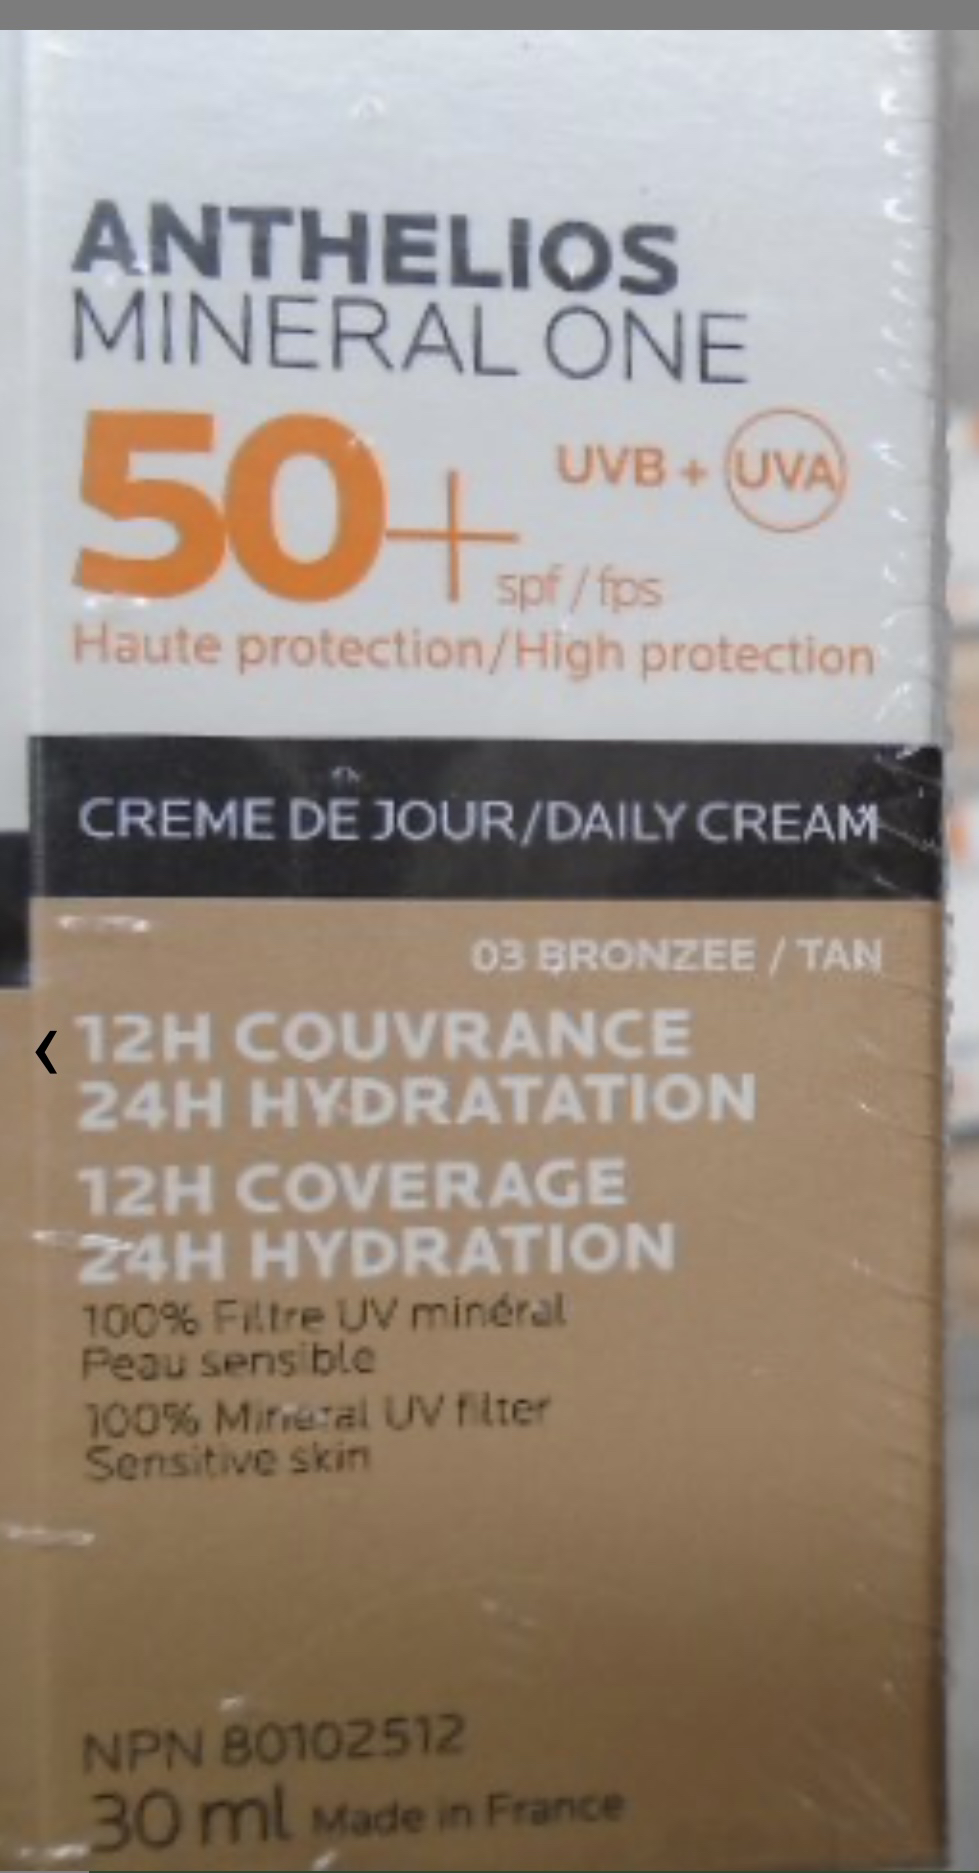 ANTHELIOS
MINERAL ONE
50+ spf / fps
UVB + UVA
Haute protection/High protection
CREME DE JOUR/DAILY CREAM
03 BRONZEE / TAN
12H COUVRANCE
24H HYDRATATION
12H COVERAGE
24H HYDRATION
100% Filtre UV minéral
Peau sensible
100% Mineral UV filter
Sensitive skin
NPN 80102512
30 ml Made in France